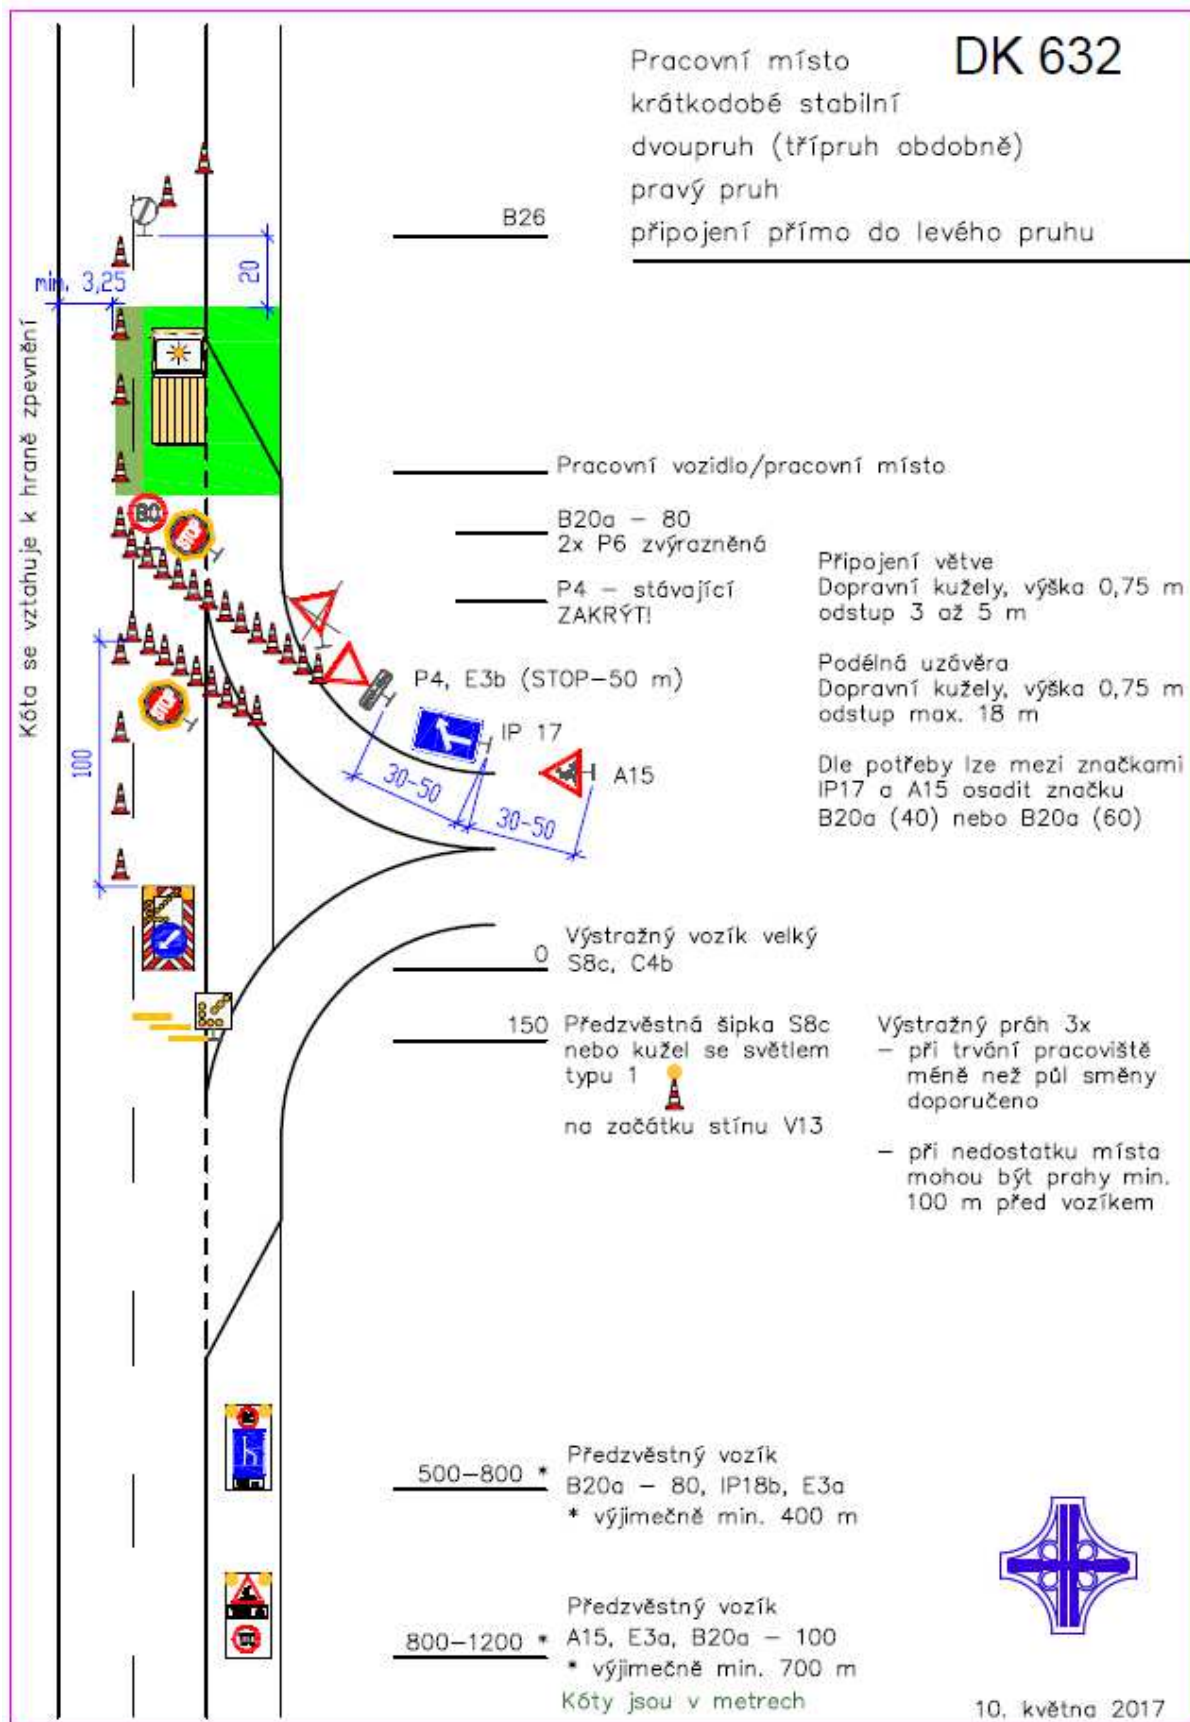 Pracovní místo
DK 632
krátkodobé stabilní
dvoupruh (třípruh obdobně)
pravý pruh
připojení přímo do levého pruhu
B26
20
min. 3,25
Kóta se vztahuje k hraně zpevnění
Pracovní vozidlo/pracovní místo
80
STOP
B20a – 80
2x P6 zvýrazněná
P4 – stávající
ZAKRÝT!
Připojení větve
Dopravní kužely, výška 0,75 m
odstup 3 až 5 m
Podélná uzávěra
Dopravní kužely, výška 0,75 m
odstup max. 18 m
Dle potřeby lze mezi značkami
IP17 a A15 osadit značku
B20a (40) nebo B20a (60)
P4, E3b (STOP–50 m)
STOP
IP 17
A15
30-50
30-50
100
0
Výstražný vozík velký
S8c, C4b
150
Předzvěstná šipka S8c
nebo kužel se světlem
typu 1
na začátku stínu V13
Výstražný práh 3x
– při trvání pracoviště
méně než půl směny
doporučeno
– při nedostatku místa
mohou být prahy min.
100 m před vozíkem
500–800 *
Předzvěstný vozík
B20a – 80, IP18b, E3a
* výjimečně min. 400 m
800–1200 *
Předzvěstný vozík
A15, E3a, B20a – 100
* výjimečně min. 700 m
Kóty jsou v metrech
10. května 2017